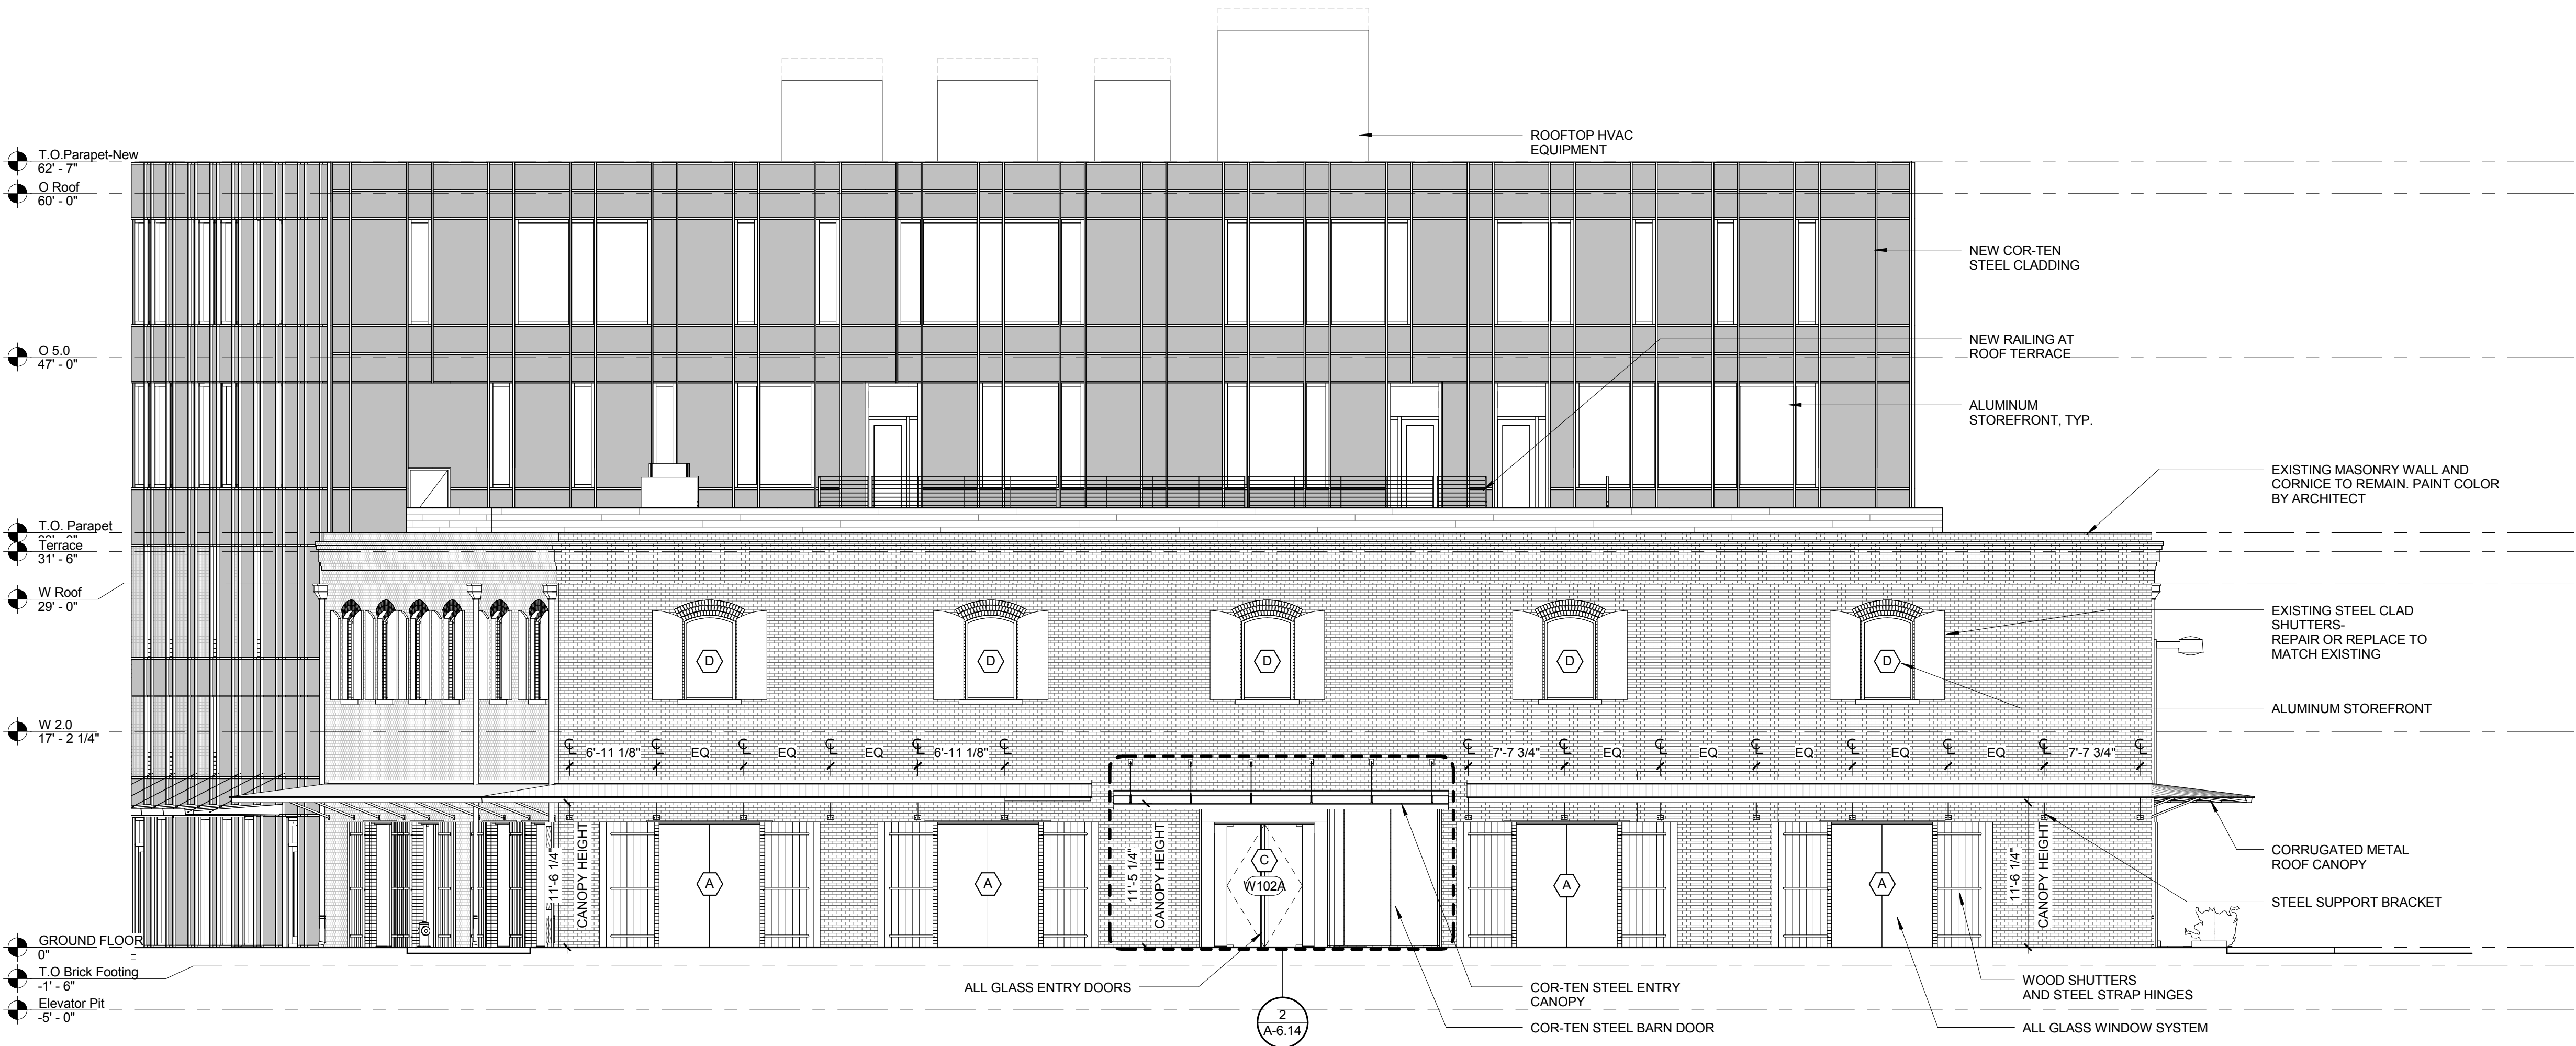 ROOFTOP HVAC
EQUIPMENT
T.O.Parapet-New
62' - 7"
O Roof
60' - 0"
NEW COR-TEN
STEEL CLADDING
NEW RAILING AT
ROOF TERRACE
O 5.0
47' - 0"
ALUMINUM
STOREFRONT, TYP.
EXISTING MASONRY WALL AND
CORNICE TO REMAIN. PAINT COLOR
BY ARCHITECT
T.O. Parapet
Terrace
31' - 6"
W Roof
29' - 0"
EXISTING STEEL CLAD
SHUTTERS-
REPAIR OR REPLACE TO
MATCH EXISTING
D D D D D
ALUMINUM STOREFRONT
W 2.0
17' - 2 1/4"
6'-11 1/8" EQ EQ EQ 6'-11 1/8" 7'-7 3/4" EQ EQ EQ EQ EQ 7'-7 3/4"
11'-6 1/4"
CANOPY HEIGHT
11'-5 1/4"
CANOPY HEIGHT
11'-6 1/4"
CANOPY HEIGHT
CORRUGATED METAL
ROOF CANOPY
A A C A A
W102A
STEEL SUPPORT BRACKET
GROUND FLOOR
0"
T.O Brick Footing
-1' - 6"
Elevator Pit
-5' - 0"
ALL GLASS ENTRY DOORS
COR-TEN STEEL ENTRY
CANOPY
WOOD SHUTTERS
AND STEEL STRAP HINGES
2
A-6.14
COR-TEN STEEL BARN DOOR
ALL GLASS WINDOW SYSTEM